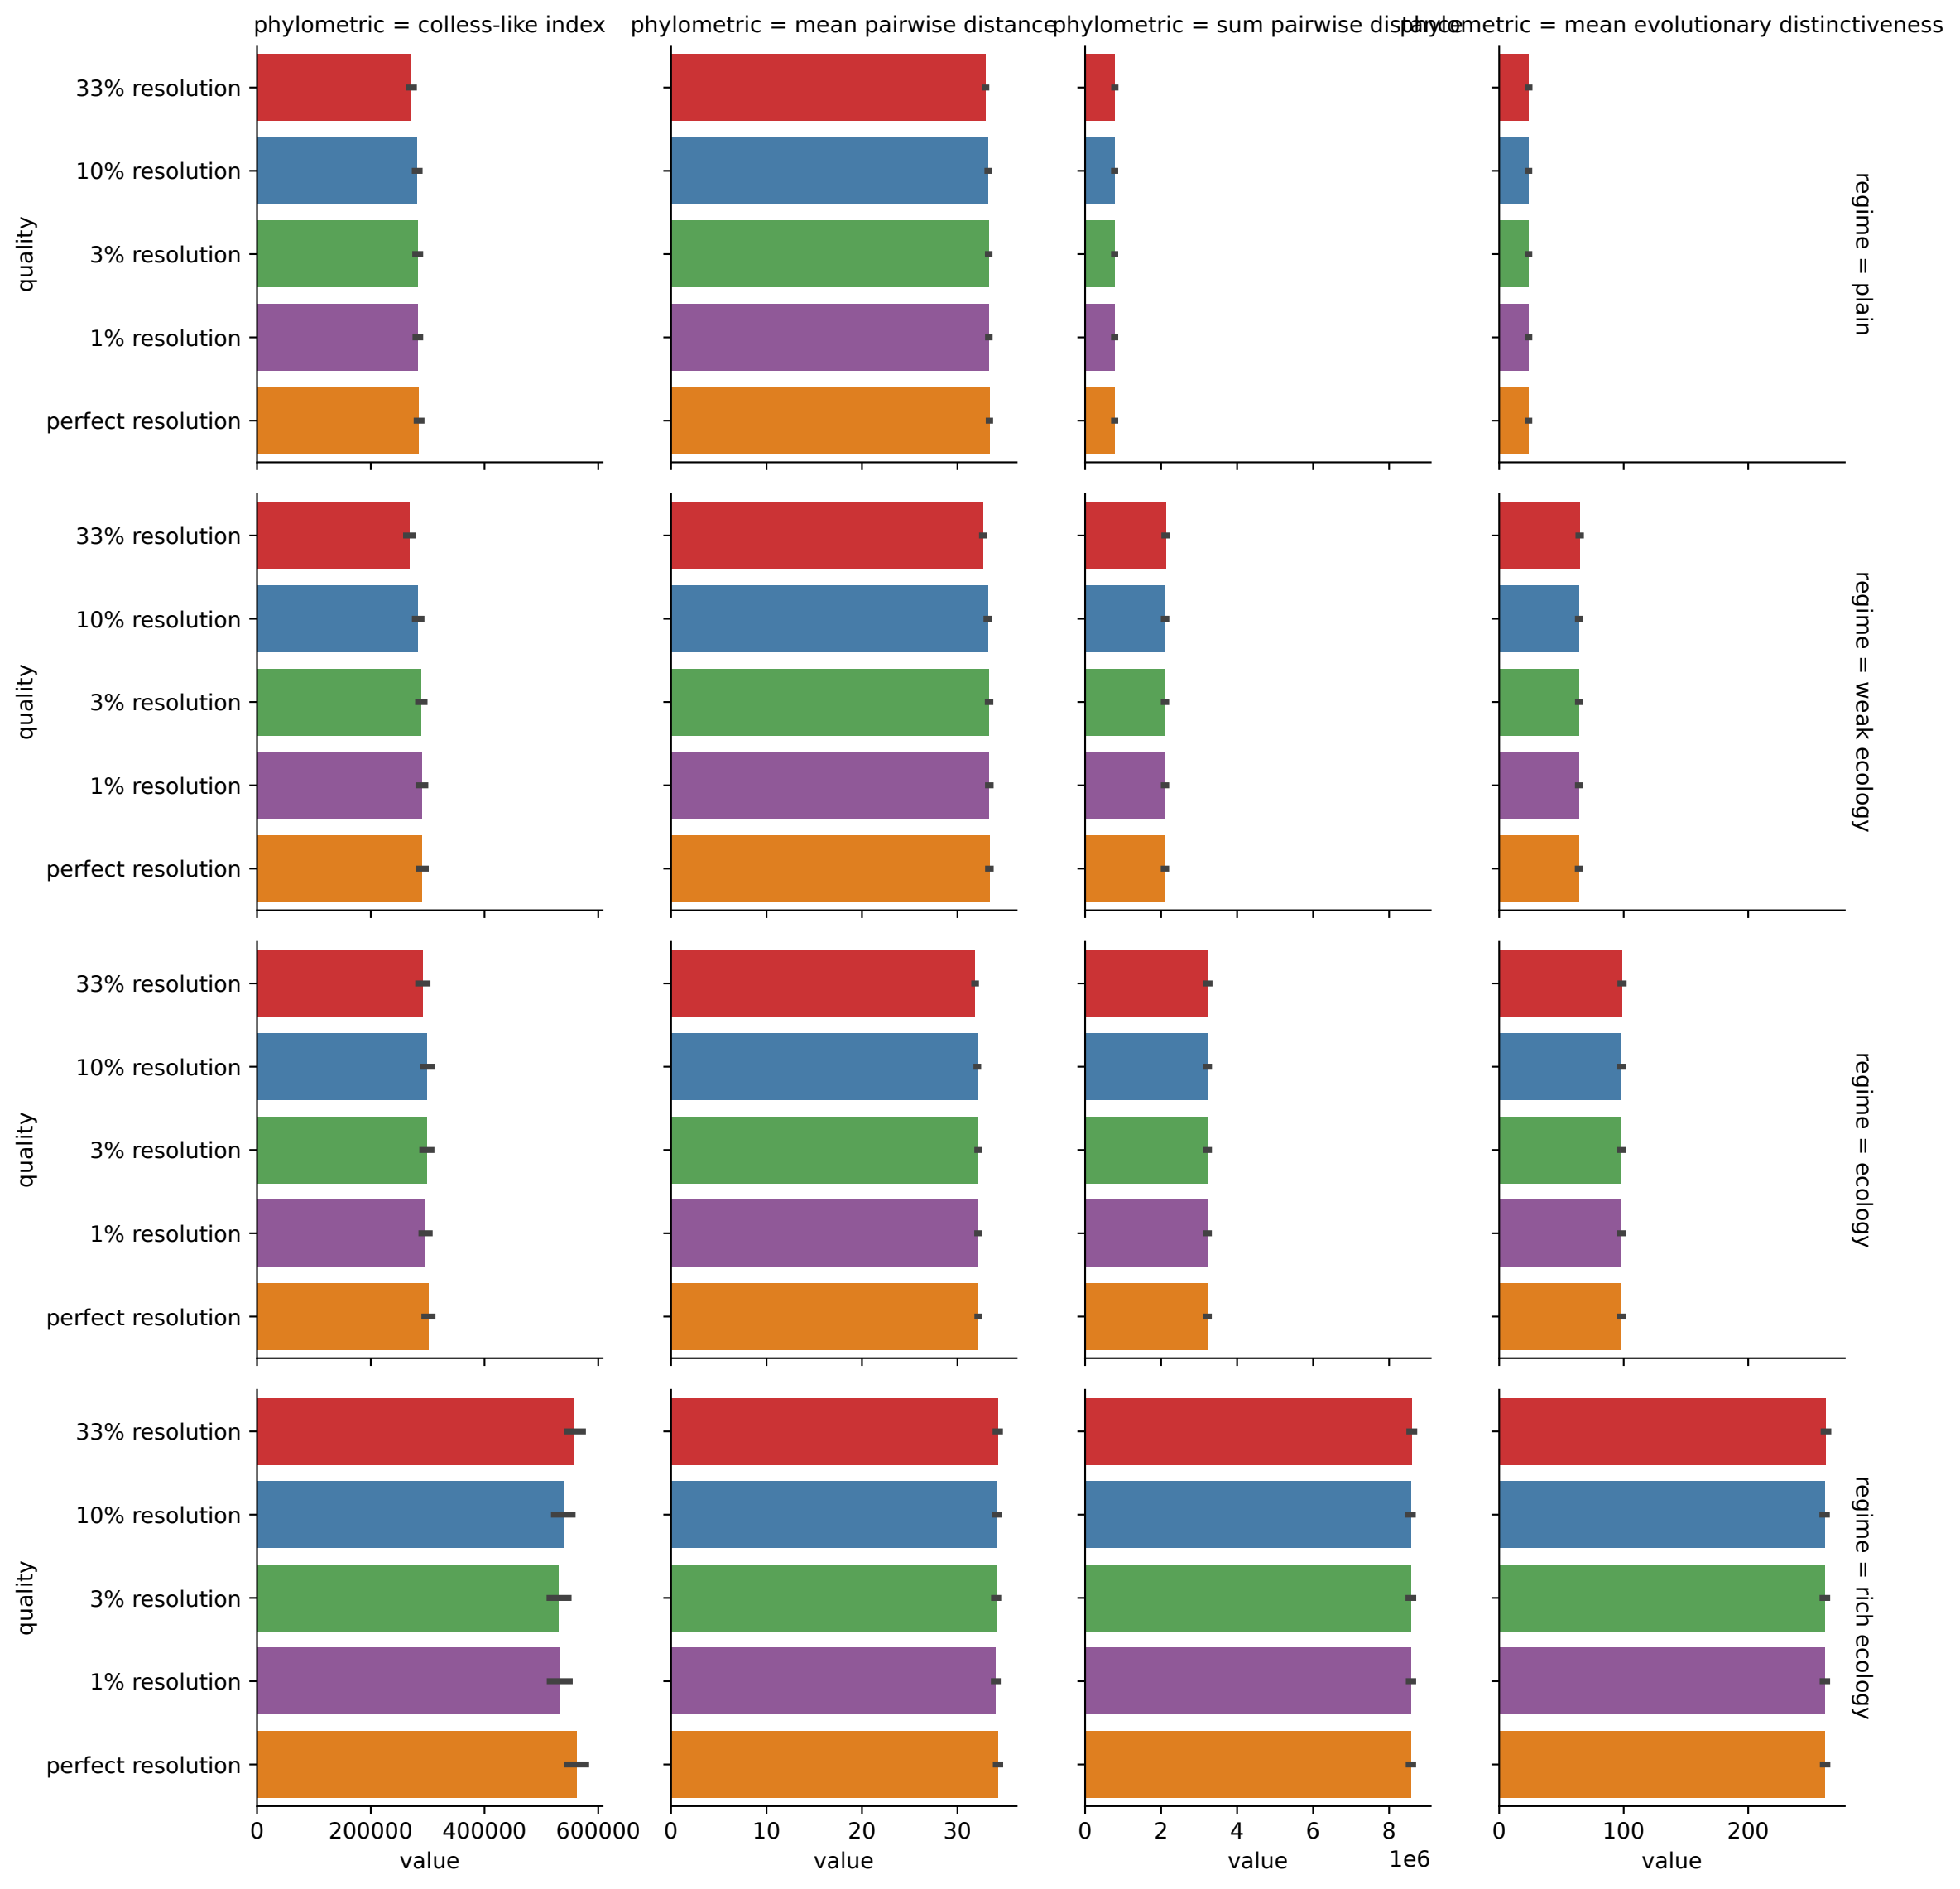 phylometric = colless-like index
phylometric = mean pairwise distance
phylometric = sum pairwise distance
phylometric = mean evolutionary distinctiveness
quality
33% resolution
10% resolution
3% resolution
1% resolution
perfect resolution
regime = plain
quality
33% resolution
10% resolution
3% resolution
1% resolution
perfect resolution
regime = weak ecology
quality
33% resolution
10% resolution
3% resolution
1% resolution
perfect resolution
regime = ecology
quality
33% resolution
10% resolution
3% resolution
1% resolution
perfect resolution
regime = rich ecology
0 200000 400000 600000
0 10 20 30
0 2 4 6 8
0 100 200
1e6
value
value
value
value